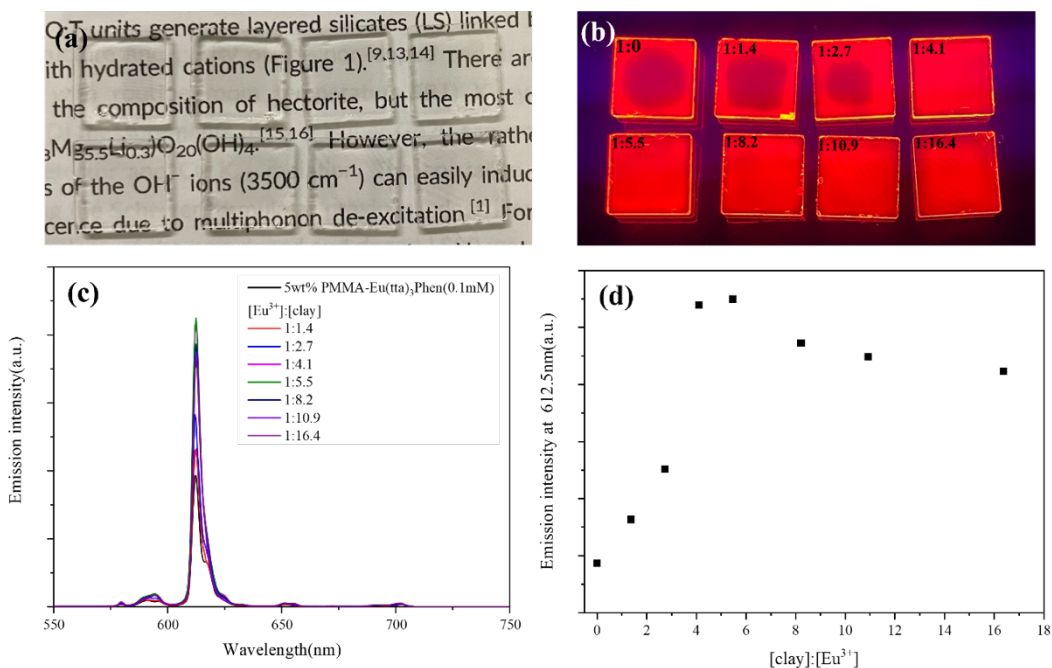 (a)
O:T units generate layered silicates (LS) linked
ith hydrated cations (Figure 1).[9,13,14] There are
the composition of hectorite, but the most
O20(OH)4.[15,16] However, the rathe
s of the OH− ions (3500 cm−1) can easily induc
cence due to multiphonon de-excitation [1] For
(b)
1:0 1:1.4 1:2.7 1:4.1
1:5.5 1:8.2 1:10.9 1:16.4
(c)
5wt% PMMA-Eu(tta)3Phen(0.1mM)
[Eu3+]:[clay]
1:1.4
1:2.7
1:4.1
1:5.5
1:8.2
1:10.9
1:16.4
Emission intensity(a.u.)
550 600 650 700 750
Wavelength(nm)
(d)
Emission intensity at 612.5nm(a.u.)
0 2 4 6 8 10 12 14 16 18
[clay]:[Eu3+]